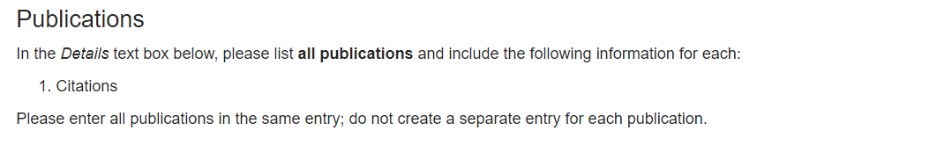 Publications
In the Details text box below, please list all publications and include the following information for each:
1. Citations
Please enter all publications in the same entry; do not create a separate entry for each publication.